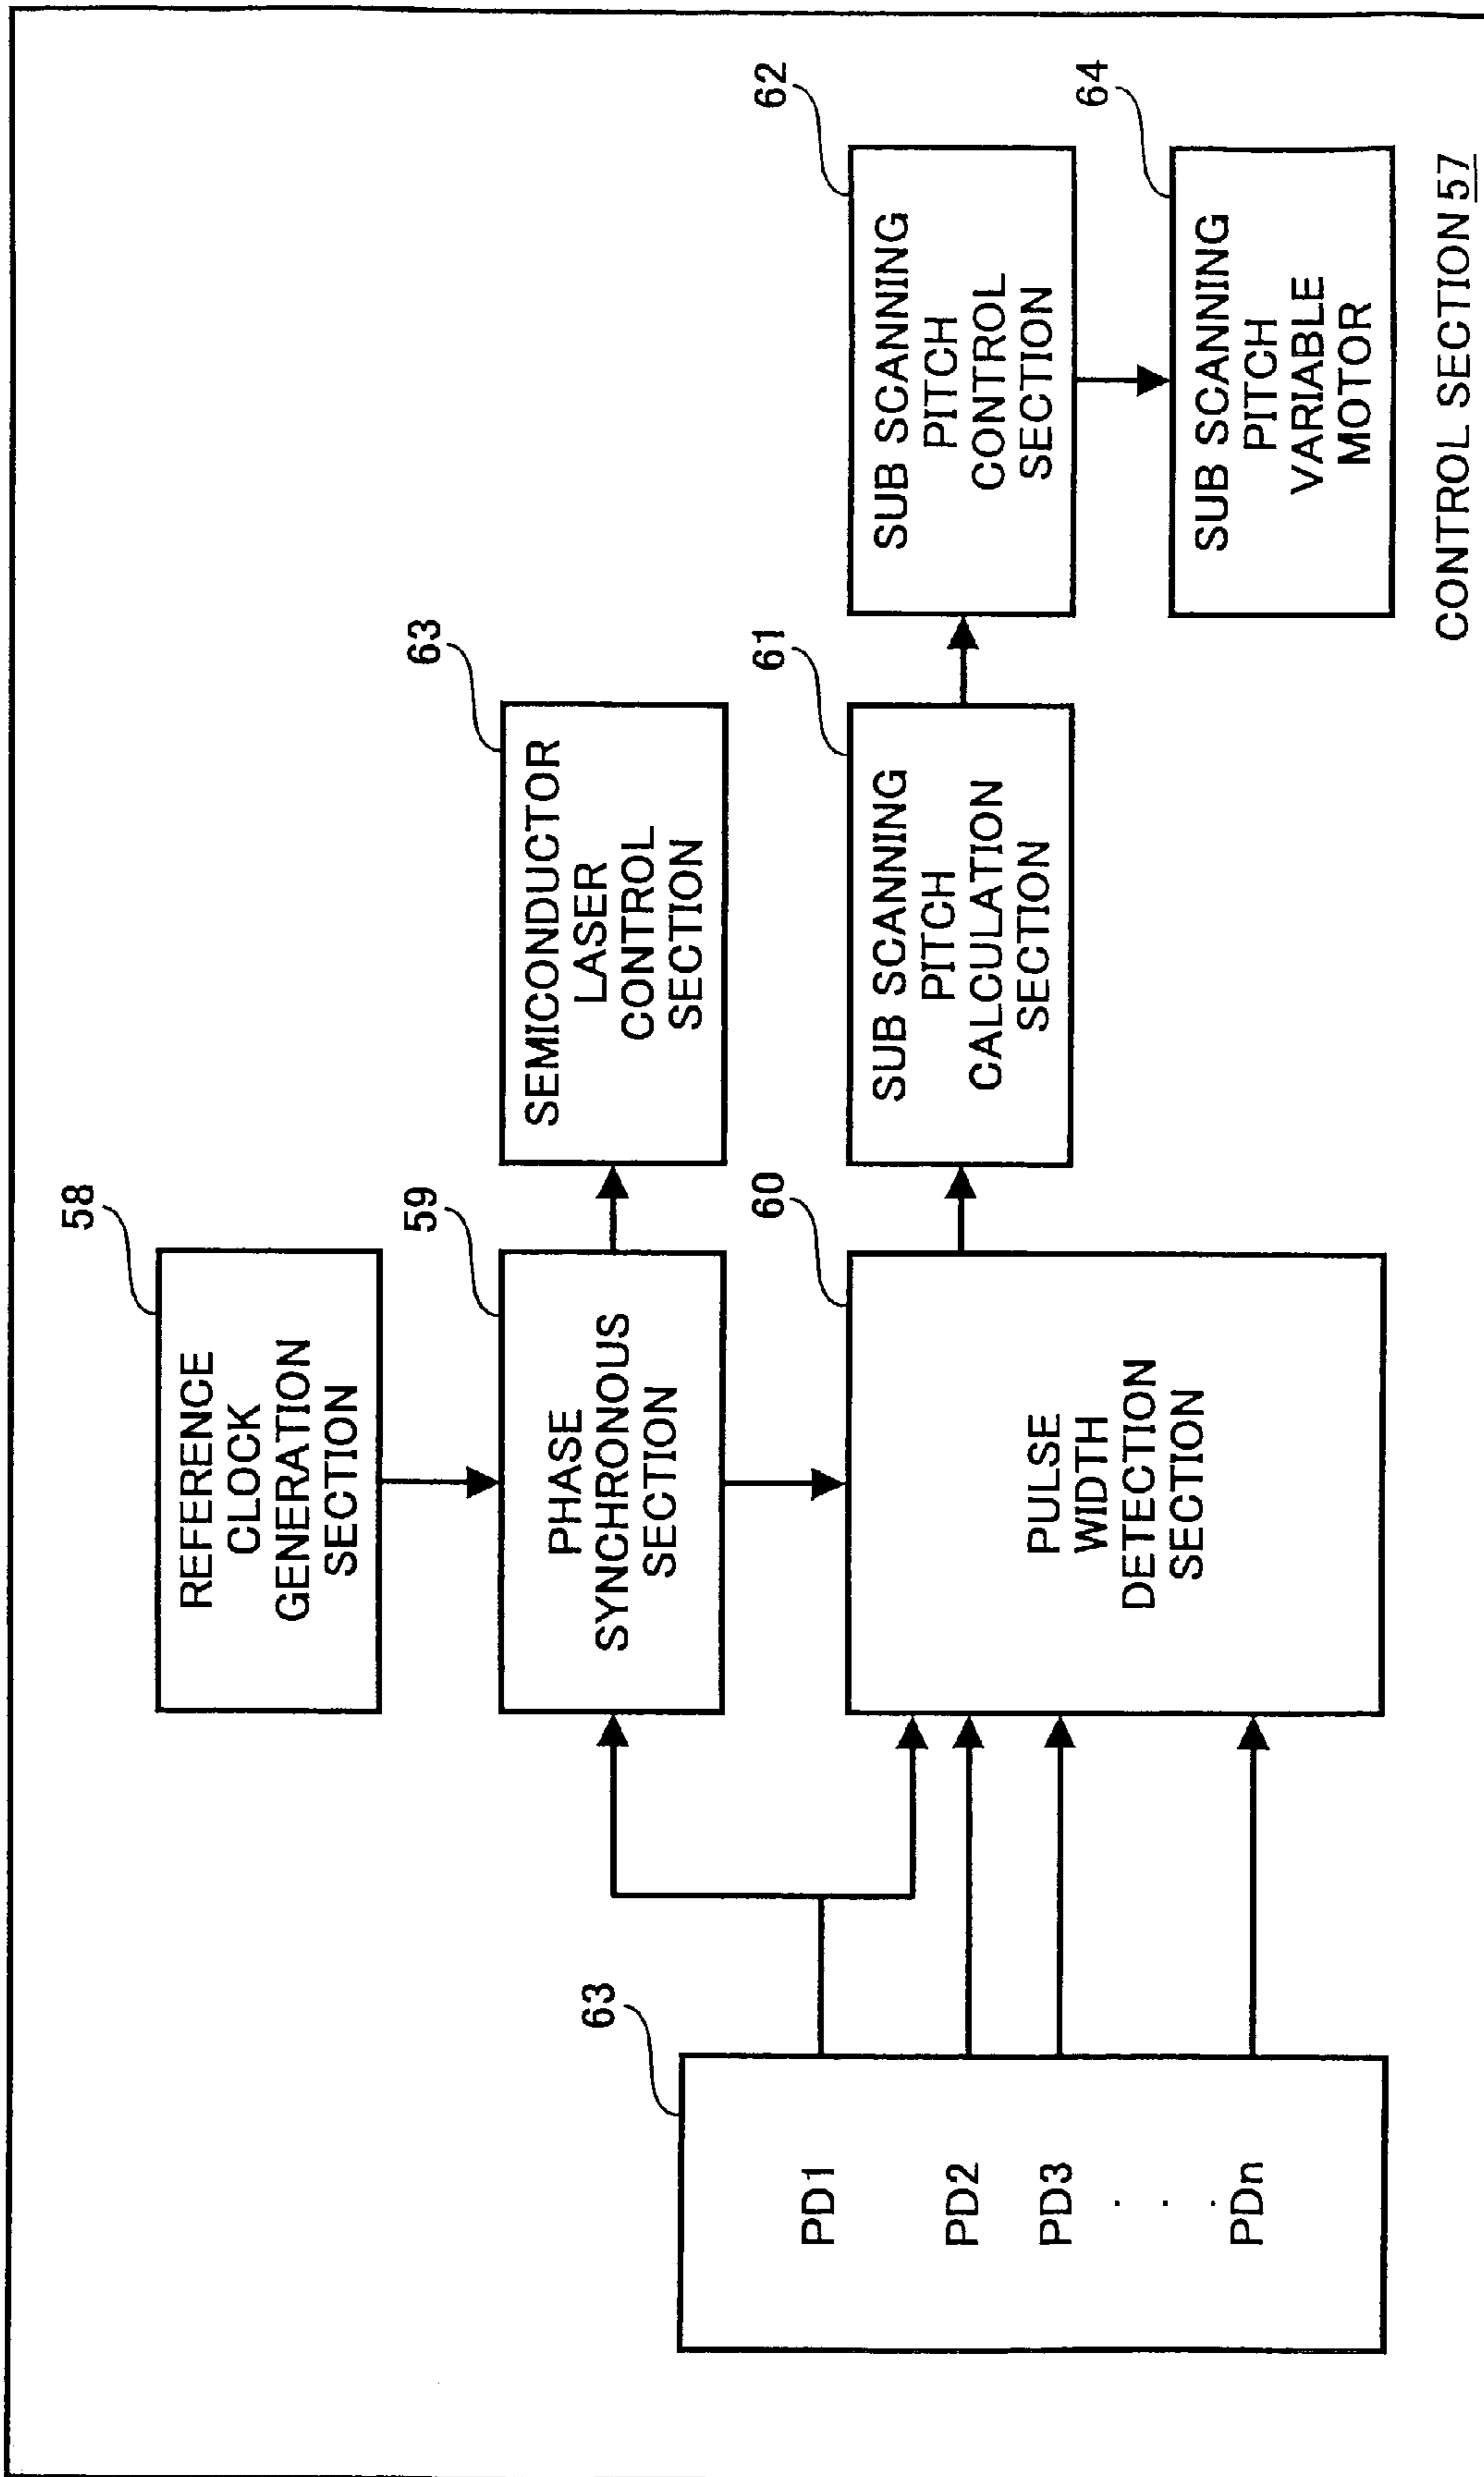 58
REFERENCE
CLOCK
GENERATION
SECTION
59
PHASE
SYNCHRONOUS
SECTION
63
SEMICONDUCTOR
LASER
CONTROL
SECTION
63
PD1
PD2
PD3
. . .
PDn
60
PULSE
WIDTH
DETECTION
SECTION
61
SUB SCANNING
PITCH
CALCULATION
SECTION
62
SUB SCANNING
PITCH
CONTROL
SECTION
64
SUB SCANNING
PITCH
VARIABLE
MOTOR
CONTROL SECTION 57